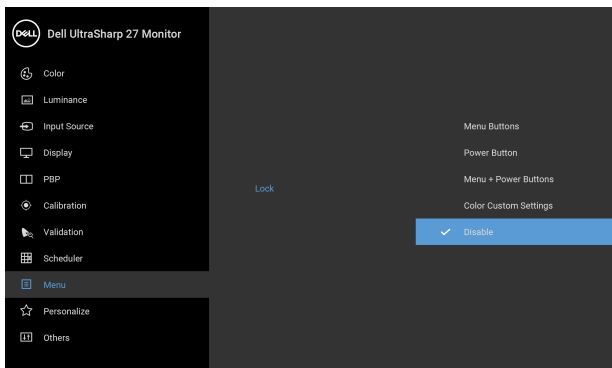 DELL Dell UltraSharp 27 Monitor
Color
Luminance
Input Source
Display
PBP
Calibration
Validation
Scheduler
Menu
Personalize
Others
Lock
Menu Buttons
Power Button
Menu + Power Buttons
Color Custom Settings
Disable